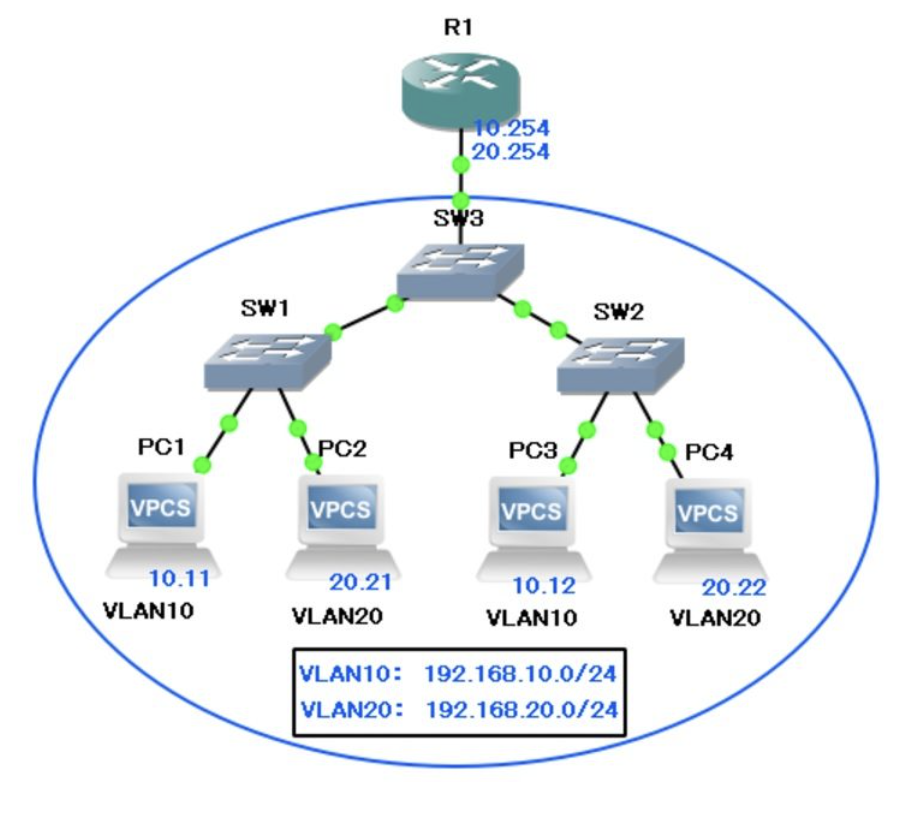 R1
10.254
20.254
SW3
SW1
SW2
PC1
PC2
PC3
PC4
VPCS
VPCS
VPCS
VPCS
10.11
20.21
10.12
20.22
VLAN10
VLAN20
VLAN10
VLAN20
VLAN10: 192.168.10.0/24
VLAN20: 192.168.20.0/24